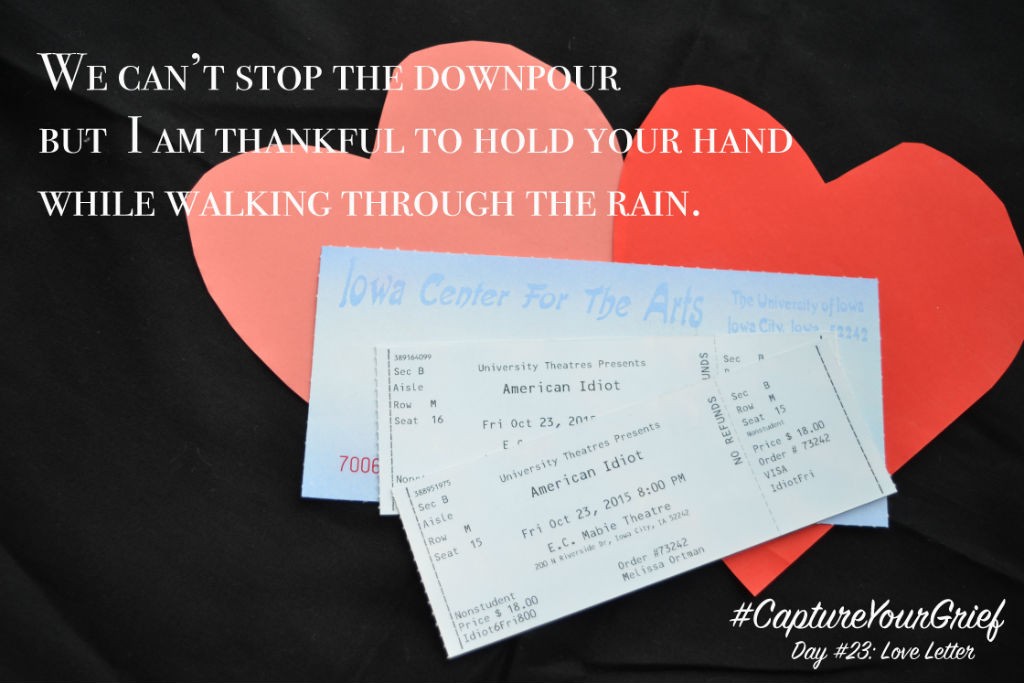 We can't stop the downpour
but I am thankful to hold your hand
while walking through the rain.
Iowa Center For The Arts
The University of Iowa
Iowa City, Iowa 52242
7006
389164099
Sec B
Aisle
Row M
Seat 16
University Theatres Presents
American Idiot
Fri Oct 23, 2015
E.C.
UNDS
Sec B
388951975
Sec B
Aisle
Row M
Seat 15
Nonstudent
Price $ 18.00
Idiot6Fri800
University Theatres Presents
American Idiot
Fri Oct 23, 2015 8:00 PM
E.C. Mabie Theatre
200 N Riverside Dr, Iowa City, IA 52242
Order #73242
Melissa Ortman
NO REFUNDS
Sec B
Row M
Seat 15
Nonstudent
Price $ 18.00
Order # 73242
VISA
IdiotFri
#CaptureYourGrief
Day #23: Love Letter